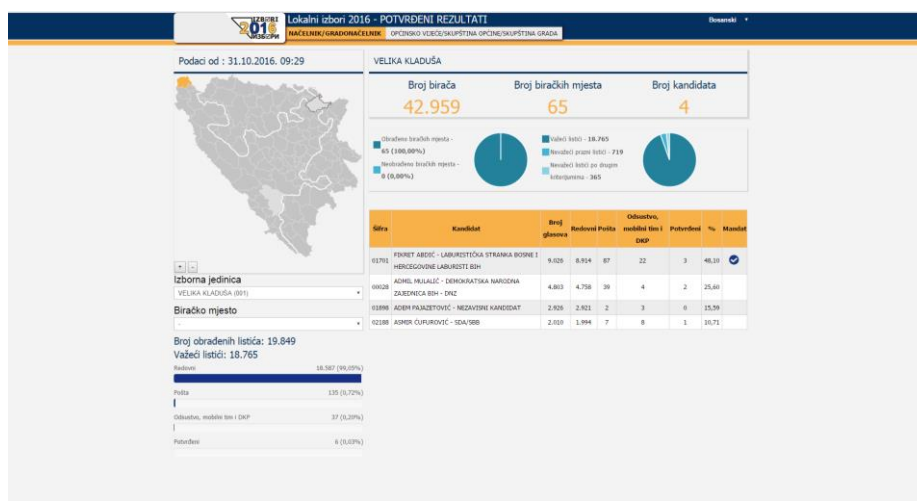 IZBORI
2016
ИЗБОРИ
Lokalni izbori 2016 - POTVRĐENI REZULTATI
Bosanski
NAČELNIK/GRADONAČELNIK
OPĆINSKO VIJEĆE/SKUPŠTINA OPĆINE/SKUPŠTINA GRADA
Podaci od : 31.10.2016. 09:29
VELIKA KLADUŠA
Broj birača
Broj biračkih mjesta
Broj kandidata
42.959
65
4
Obrađeno biračkih mjesta -
65 (100,00%)
Neobrađeno biračkih mjesta -
0 (0,00%)
Važeći listići - 18.765
Nevažeći prazni listići - 719
Nevažeći listići po drugim
kriterijumima - 365
Šifra Kandidat Broj glasova Redovni Pošta Odsustvo, mobilni tim i DKP Potvrđeni % Mandat
01701 FIKRET ABDIĆ - LABURISTIČKA STRANKA BOSNE I HERCEGOVINE LABURISTI BIH 9.026 8.914 87 22 3 48,10
00028 ADMIL MULALIĆ - DEMOKRATSKA NARODNA ZAJEDNICA BIH - DNZ 4.803 4.758 39 4 2 25,60
01890 ADEM PAJAZETOVIĆ - NEZAVISNI KANDIDAT 2.926 2.921 2 3 0 15,59
02188 ASMIR ĆUFUROVIĆ - SDA/SBB 2.010 1.994 7 8 1 10,71
+ -
Izborna jedinica
VELIKA KLADUŠA (001)
Biračko mjesto
-
Broj obrađenih listića: 19.849
Važeći listići: 18.765
Redovni 18.587 (99,05%)
Pošta 135 (0,72%)
Odsustvo, mobilni tim i DKP 37 (0,20%)
Potvrđeni 6 (0,03%)